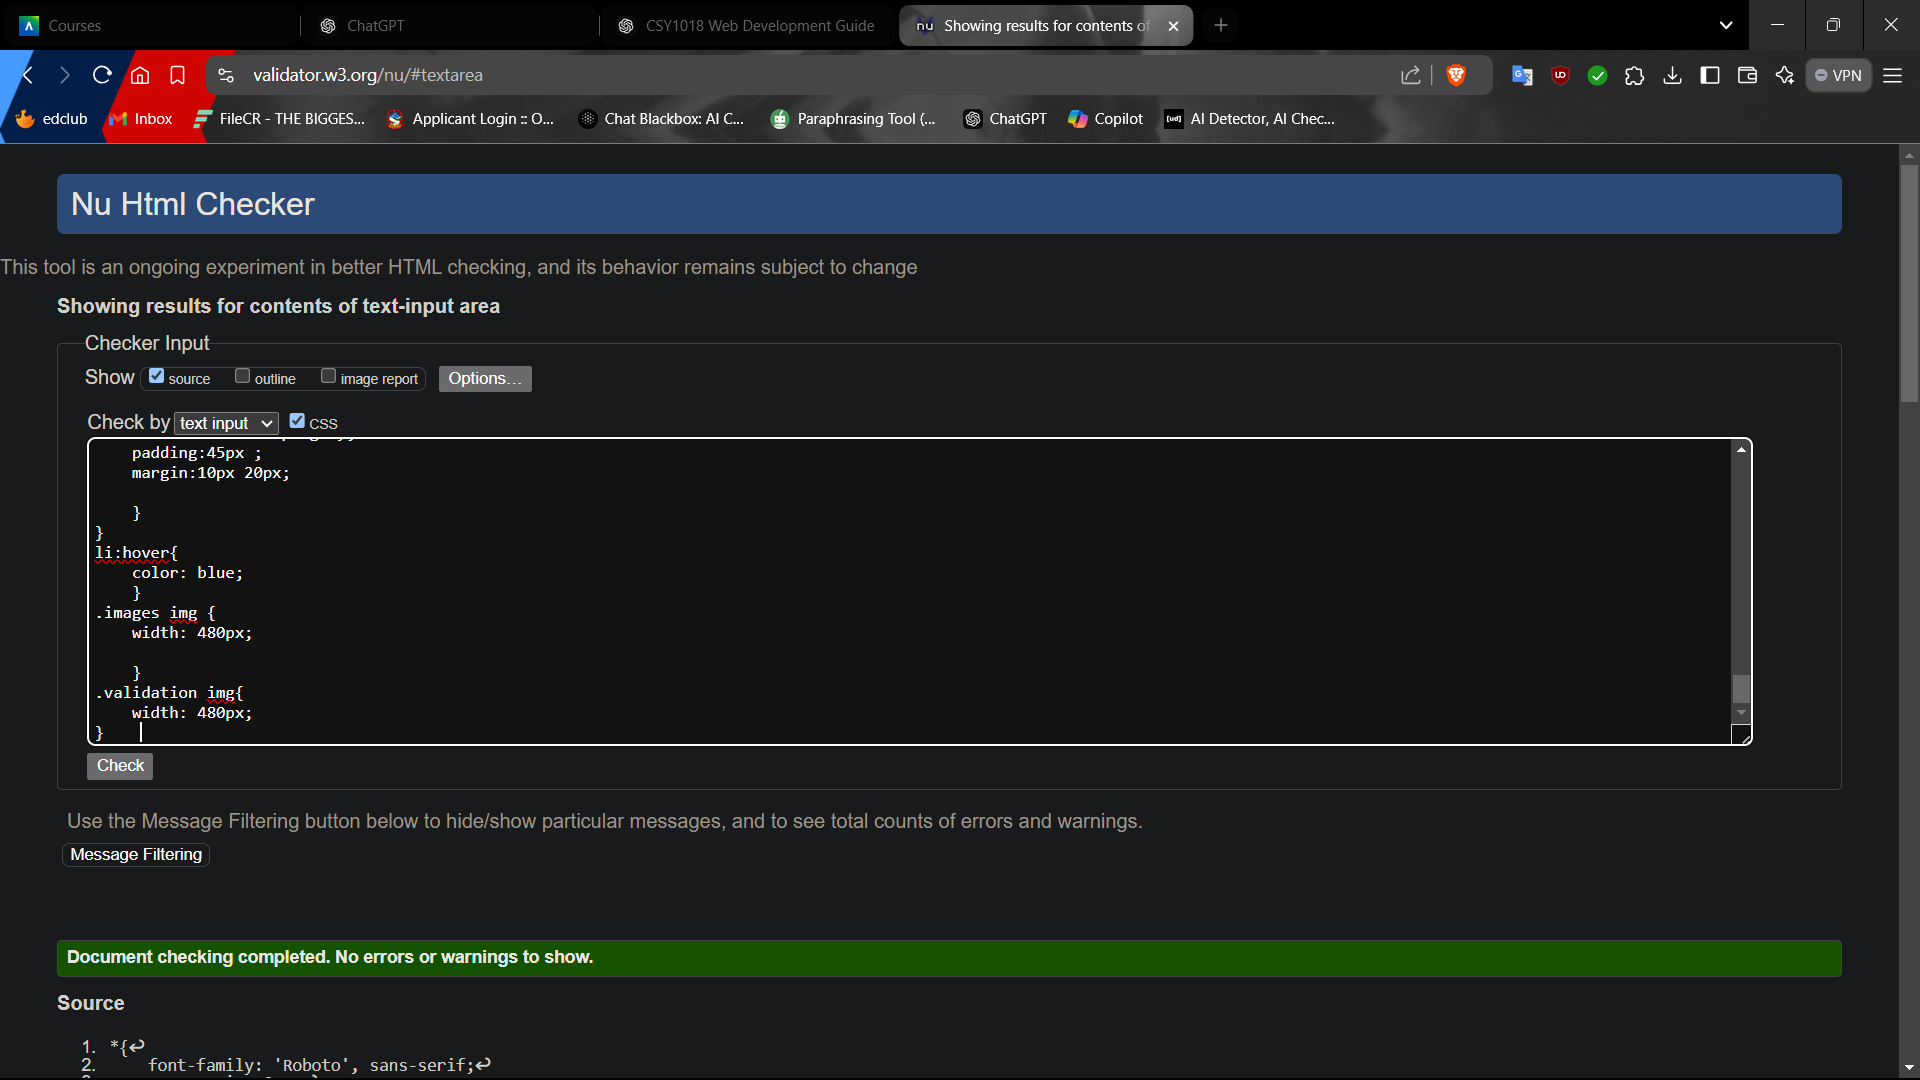 Courses
ChatGPT
CSY1018 Web Development Guide
nu Showing results for contents of
validator.w3.org/nu/#textarea
VPN
edclub
Inbox
FileCR - THE BIGGES...
Applicant Login :: O...
Chat Blackbox: AI C...
Paraphrasing Tool (...
ChatGPT
Copilot
[ud] AI Detector, AI Chec...
Nu Html Checker
This tool is an ongoing experiment in better HTML checking, and its behavior remains subject to change
Showing results for contents of text-input area
Checker Input
Show source outline image report Options...
Check by text input CSS
padding:45px ;
margin:10px 20px;
}
}
li:hover{
color: blue;
}
.images img {
width: 480px;
}
.validation img{
width: 480px;
}
Check
Use the Message Filtering button below to hide/show particular messages, and to see total counts of errors and warnings.
Message Filtering
Document checking completed. No errors or warnings to show.
Source
1. *{↩
2. font-family: 'Roboto', sans-serif;↩